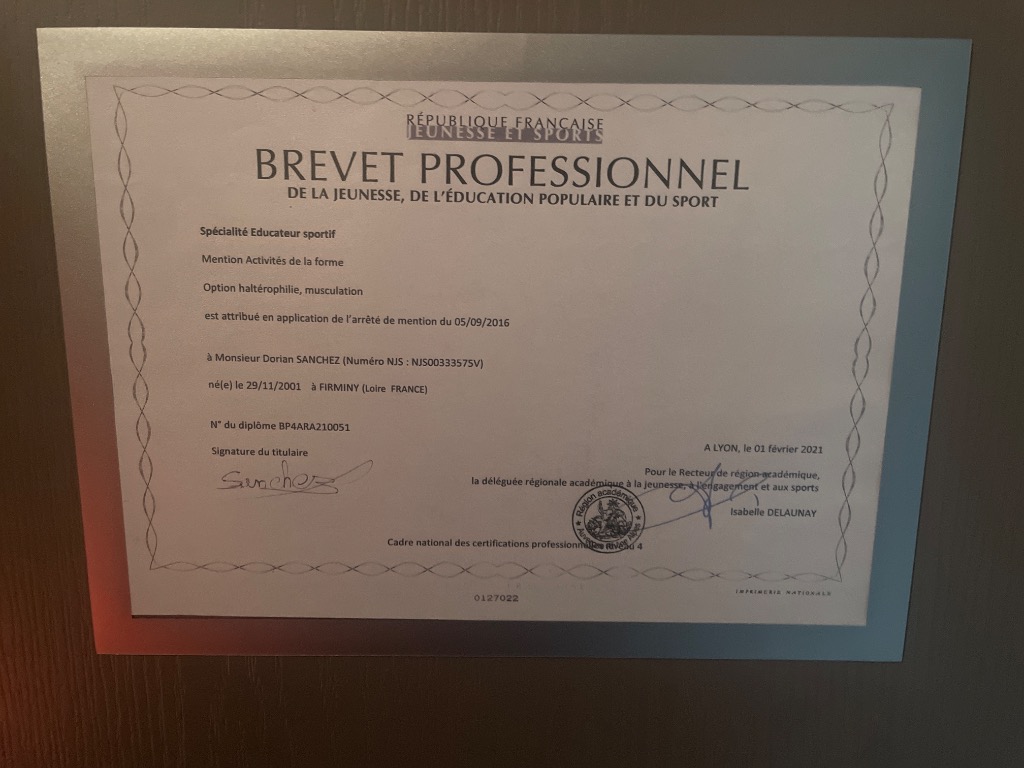 RÉPUBLIQUE FRANÇAISE
JEUNESSE ET SPORTS
BREVET PROFESSIONNEL
DE LA JEUNESSE, DE L'ÉDUCATION POPULAIRE ET DU SPORT
Spécialité Educateur sportif
Mention Activités de la forme
Option haltérophilie, musculation
est attribué en application de l'arrêté de mention du 05/09/2016
à Monsieur Dorian SANCHEZ (Numéro NJS : NJS00333575V)
né(e) le 29/11/2001 à FIRMINY (Loire FRANCE)
N° du diplôme BP4ARA210051
Signature du titulaire
Sanchez
A LYON, le 01 février 2021
Pour le Recteur de région académique,
la déléguée régionale académique à la jeunesse, à l'engagement et aux sports
Isabelle DELAUNAY
Région académique
Cadre national des certifications professionnelles niveau 4
0127022
IMPRIMERIE NATIONALE